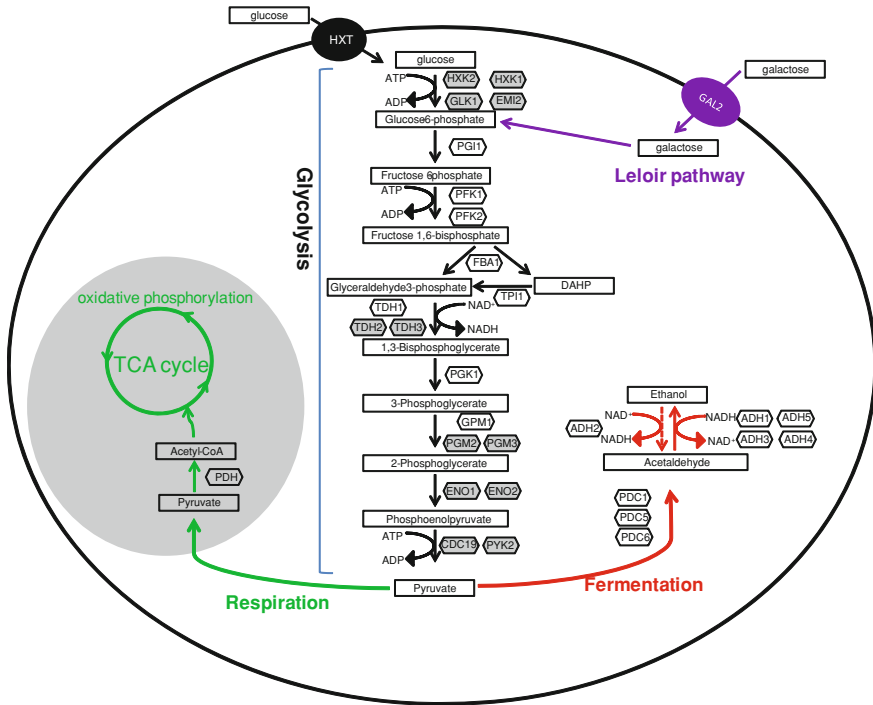 glucose
HXT
glucose
ATP
HXK2
HXK1
ADP
GLK1
EMI2
Glucose6-phosphate
galactose
GAL2
galactose
Leloir pathway
PGI1
Fructose 6phosphate
ATP
PFK1
ADP
PFK2
Fructose 1,6-bisphosphate
Glycolysis
FBA1
Glyceraldehyde3-phosphate
DAHP
TPI1
TDH1
NAD+
TDH2
TDH3
NADH
1,3-Bisphosphoglycerate
PGK1
3-Phosphoglycerate
GPM1
PGM2
PGM3
2-Phosphoglycerate
ENO1
ENO2
Phosphoenolpyruvate
ATP
CDC19
PYK2
ADP
Pyruvate
oxidative phosphorylation
TCA cycle
Acetyl-CoA
PDH
Pyruvate
Respiration
Ethanol
NAD+
NADH
ADH1
ADH5
ADH2
NADH
NAD+
ADH3
ADH4
Acetaldehyde
PDC1
PDC5
PDC6
Fermentation